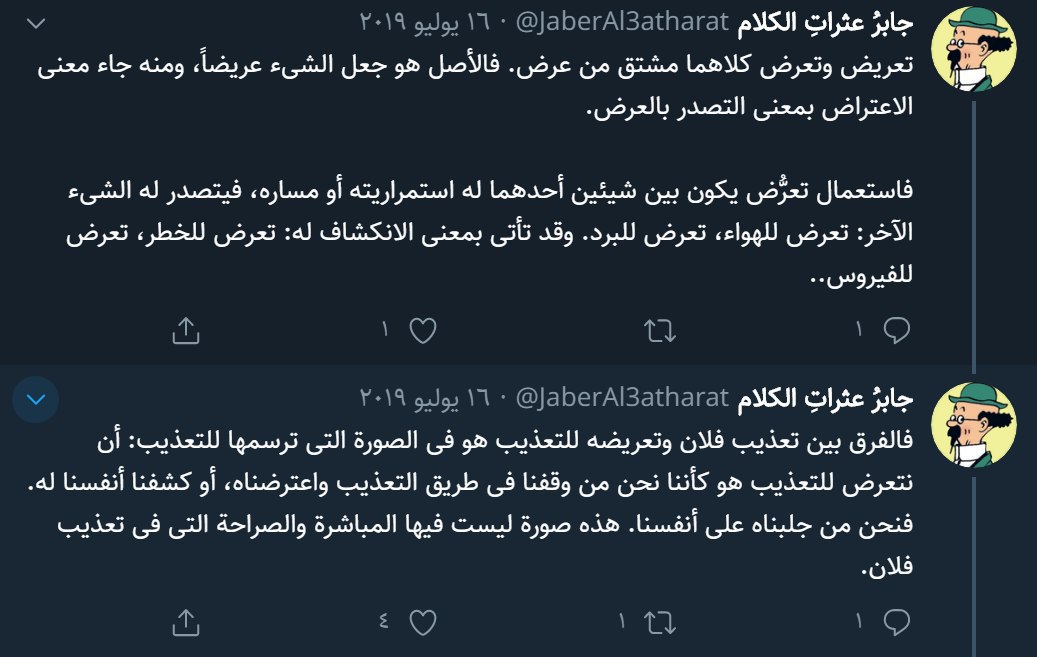 جابرُ عثراتِ الكلام @JaberAl3atharat · ١٦ يوليو ٢٠١٩
تعريض وتعرض كلاهما مشتق من عرض. فالأصل هو جعل الشىء عريضاً، ومنه جاء معنى
الاعتراض بمعنى التصدر بالعرض.
فاستعمال تعرُّض يكون بين شيئين أحدهما له استمراريته أو مساره، فيتصدر له الشىء
الآخر: تعرض للهواء، تعرض للبرد. وقد تأتى بمعنى الانكشاف له: تعرض للخطر، تعرض
للفيروس..
١ ١
جابرُ عثراتِ الكلام @JaberAl3atharat · ١٦ يوليو ٢٠١٩
فالفرق بين تعذيب فلان وتعريضه للتعذيب هو فى الصورة التى ترسمها للتعذيب: أن
نتعرض للتعذيب هو كأننا نحن من وقفنا فى طريق التعذيب واعترضناه، أو كشفنا أنفسنا له.
فنحن من جلبناه على أنفسنا. هذه صورة ليست فيها المباشرة والصراحة التى فى تعذيب
فلان.
١ ١ ٤